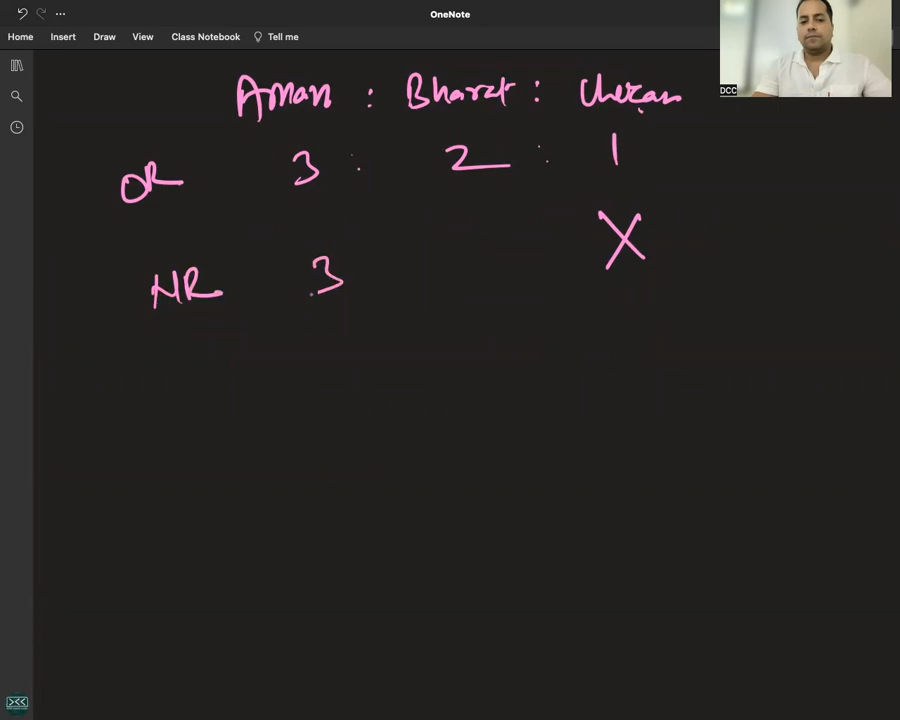 OneNote
Home Insert Draw View Class Notebook Tell me
DCC
Aman : Bharat : Chetan
OR 3 : 2 : 1
X
NR 3